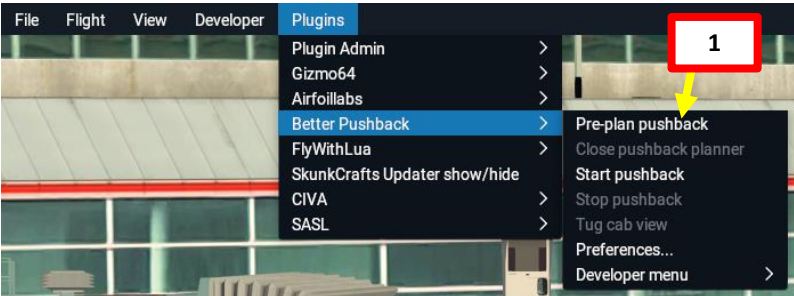 File Flight View Developer Plugins
1
Plugin Admin
Gizmo64
Airfoillabs
Better Pushback
FlyWithLua
SkunkCrafts Updater show/hide
CIVA
SASL
Pre-plan pushback
Close pushback planner
Start pushback
Stop pushback
Tug cab view
Preferences...
Developer menu